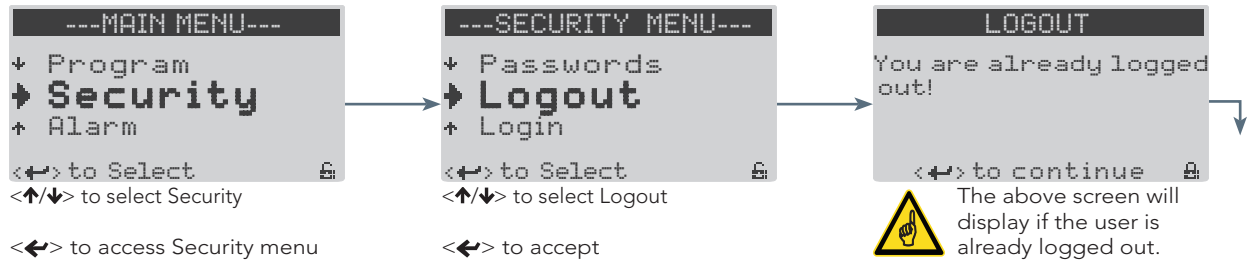 ---MAIN MENU---
↓ Program
→ Security
↑ Alarm
<↵> to Select
<↑/↓> to select Security
<↵> to access Security menu
---SECURITY MENU---
↓ Passwords
→ Logout
↑ Login
<↵> to Select
<↑/↓> to select Logout
<↵> to accept
LOGOUT
You are already logged
out!
<↵> to continue
The above screen will
display if the user is
already logged out.